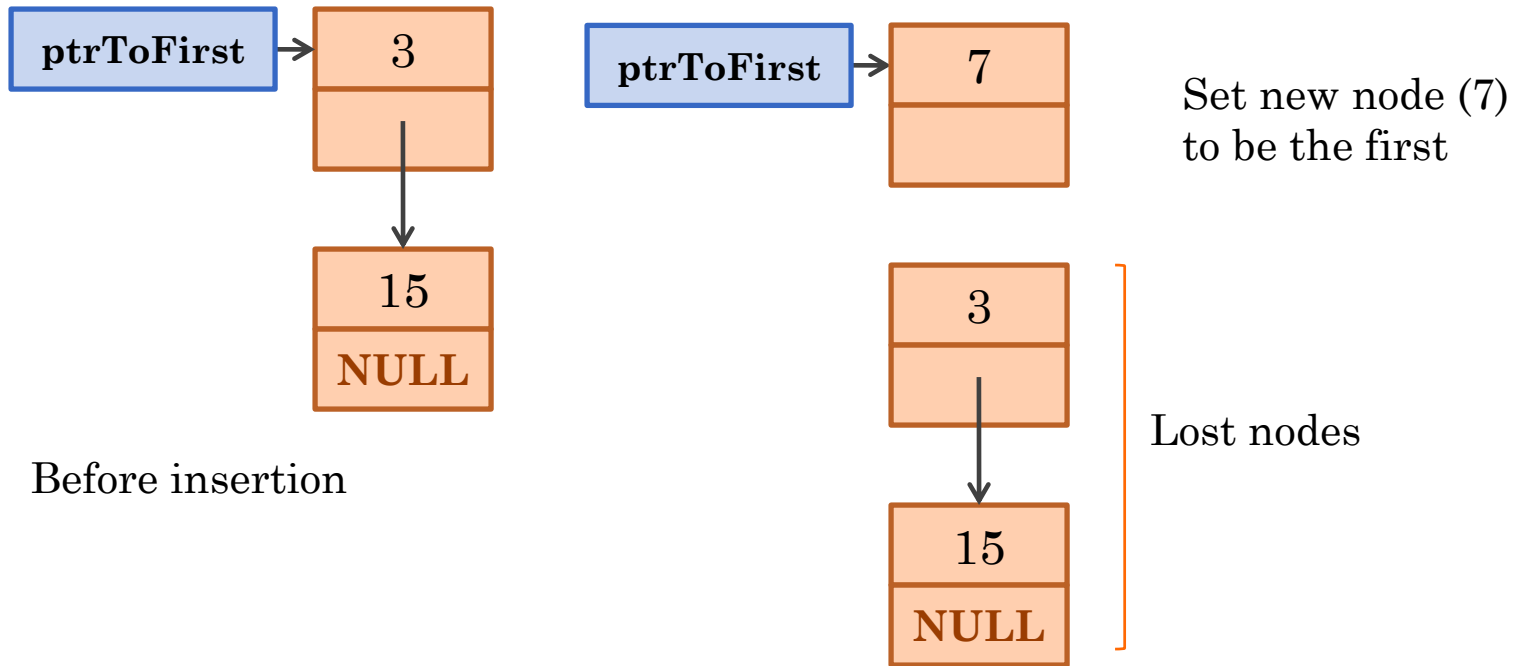 ptrToFirst
3
15
NULL
Before insertion
ptrToFirst
7
Set new node (7)
to be the first
3
15
NULL
Lost nodes